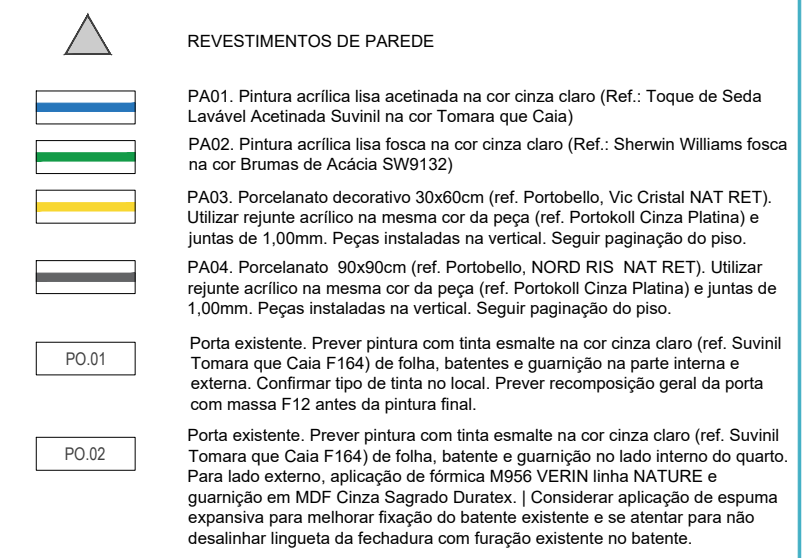 REVESTIMENTOS DE PAREDE
PA01. Pintura acrílica lisa acetinada na cor cinza claro (Ref.: Toque de Seda
Lavável Acetinada Suvinil na cor Tomara que Caia)
PA02. Pintura acrílica lisa fosca na cor cinza claro (Ref.: Sherwin Williams fosca
na cor Brumas de Acácia SW9132)
PA03. Porcelanato decorativo 30x60cm (ref. Portobello, Vic Cristal NAT RET).
Utilizar rejunte acrílico na mesma cor da peça (ref. Portokoll Cinza Platina) e
juntas de 1,00mm. Peças instaladas na vertical. Seguir paginação do piso.
PA04. Porcelanato 90x90cm (ref. Portobello, NORD RIS NAT RET). Utilizar
rejunte acrílico na mesma cor da peça (ref. Portokoll Cinza Platina) e juntas de
1,00mm. Peças instaladas na vertical. Seguir paginação do piso.
PO.01
Porta existente. Prever pintura com tinta esmalte na cor cinza claro (ref. Suvinil
Tomara que Caia F164) de folha, batentes e guarnição na parte interna e
externa. Confirmar tipo de tinta no local. Prever recomposição geral da porta
com massa F12 antes da pintura final.
PO.02
Porta existente. Prever pintura com tinta esmalte na cor cinza claro (ref. Suvinil
Tomara que Caia F164) de folha, batente e guarnição no lado interno do quarto.
Para lado externo, aplicação de fórmica M956 VERIN linha NATURE e
guarnição em MDF Cinza Sagrado Duratex. | Considerar aplicação de espuma
expansiva para melhorar fixação do batente existente e se atentar para não
desalinhar lingueta da fechadura com furação existente no batente.